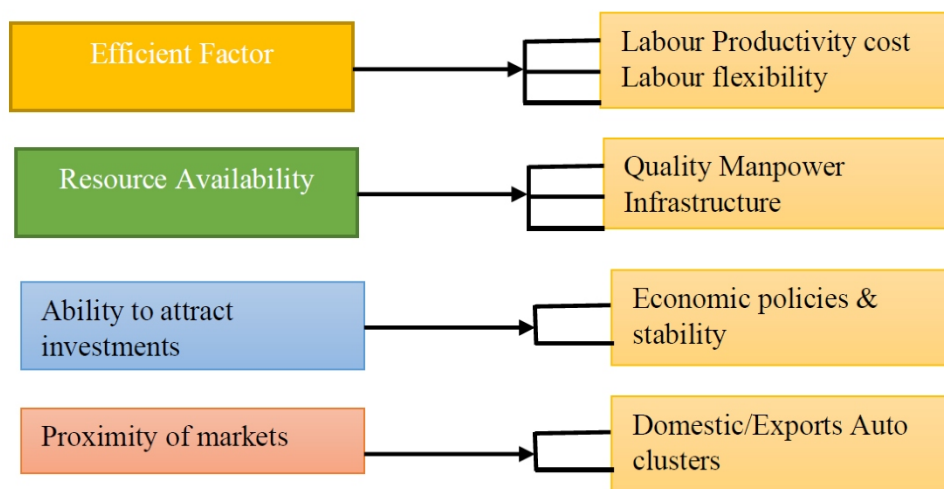 Efficient Factor
Labour Productivity cost
Labour flexibility
Resource Availability
Quality Manpower
Infrastructure
Ability to attract
investments
Economic policies &
stability
Proximity of markets
Domestic/Exports Auto
clusters